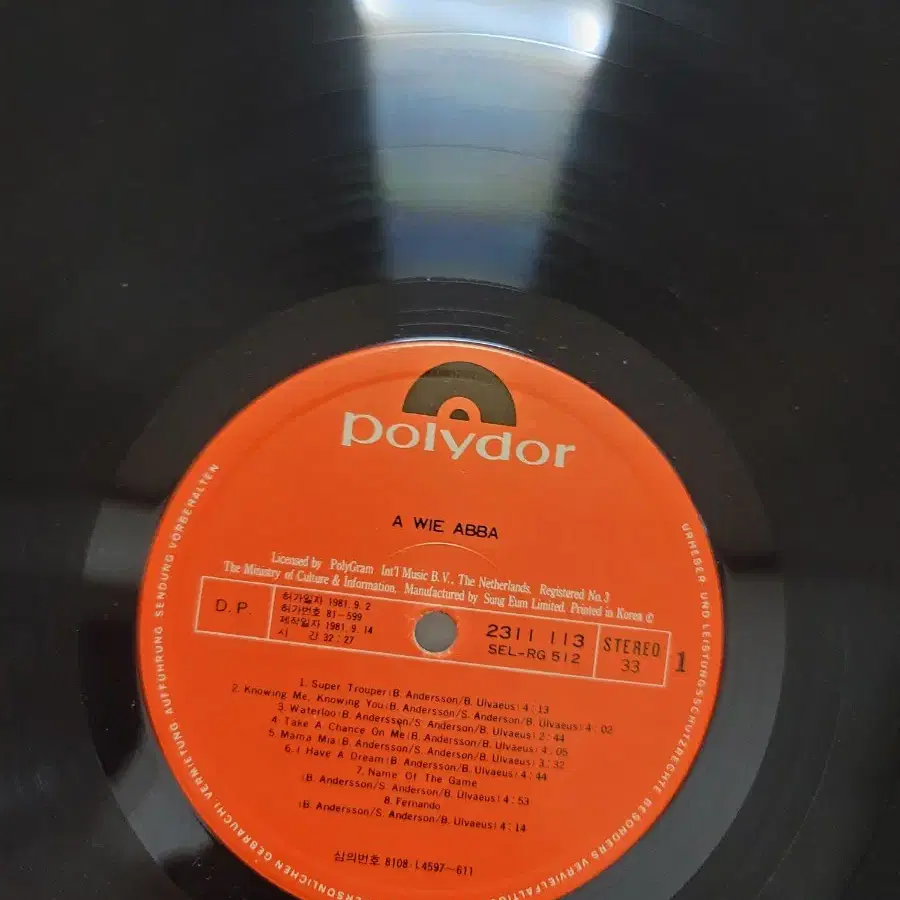 polydor
A WIE ABBA
Licensed by PolyGram Int'l Music B.V., The Netherlands. Registered No.3
The Ministry of Culture & Information. Manufactured by Sung Eum Limited. Printed in Korea ©
D.P.
허가일자 1981.9.2
허가번호 81-599
제작일자 1981.9.14
시 간 32:27
2311 113
SEL-RG 512
STEREO
33
1
1. Super Trouper(B. Andersson/B. Ulvaeus)4:13
2. Knowing Me, Knowing You(B. Andersson/S. Anderson/B. Ulvaeus)4:02
3. Waterloo(B. Andersson/S. Anderson/B. Ulvaeus)2:44
4. Take A Chance On Me(B. Andersson/B. Ulvaeus)4:05
5. Mama Mia(B. Andersson/S. Anderson/B. Ulvaeus)3:32
6. I Have A Dream(B. Andersson/B. Ulvaeus)4:44
7. Name Of The Game
(B. Andersson/S. Anderson/B. Ulvaeus)4:53
8. Fernando
(B. Andersson/S. Anderson/B. Ulvaeus)4:14
심의번호 8108-L4597-611
URHEBER UND LEISTUNGSSCHUTZRECHTE BESONDERS
GEBRAUCH) VERMIETUNG AUFFÜHRUNG SENDUNG VORBEHALTEN